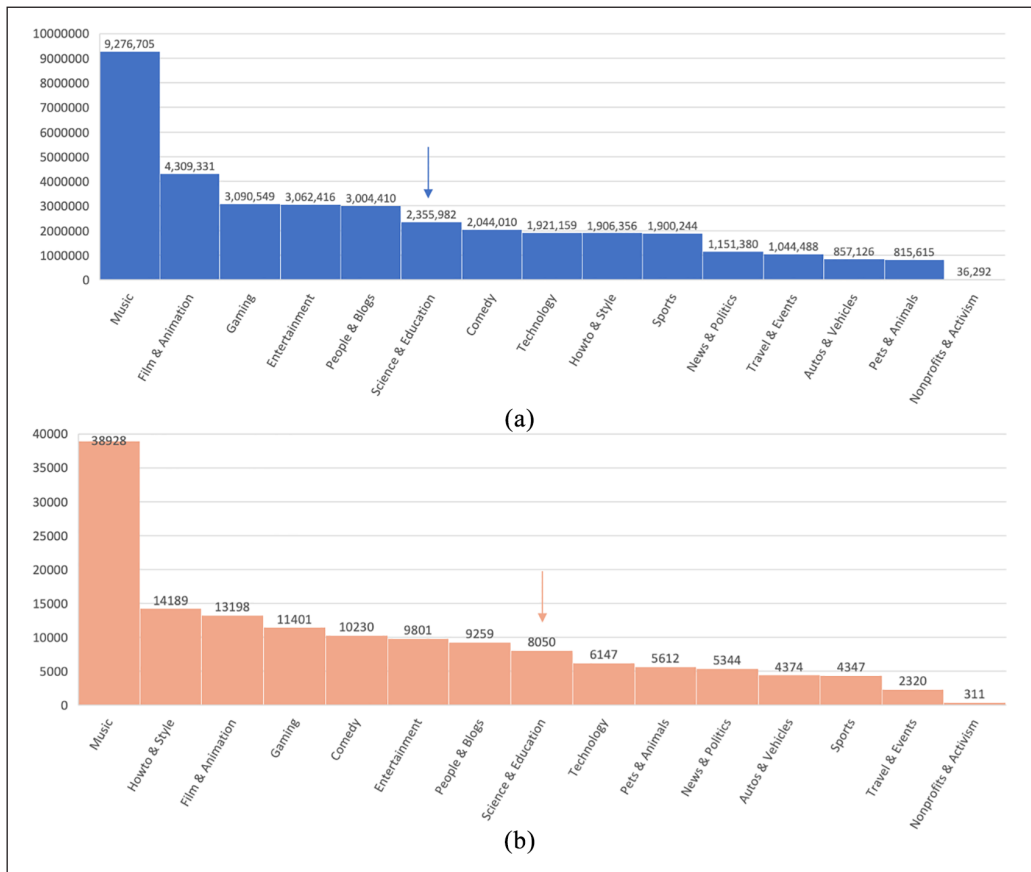 10000000
9000000
8000000
7000000
6000000
5000000
4000000
3000000
2000000
1000000
0
9,276,705
4,309,331
3,090,549
3,062,416
3,004,410
2,355,982
2,044,010
1,921,159
1,906,356
1,900,244
1,151,380
1,044,488
857,126
815,615
36,292
Music
Film & Animation
Gaming
Entertainment
People & Blogs
Science & Education
Comedy
Technology
Howto & Style
Sports
News & Politics
Travel & Events
Autos & Vehicles
Pets & Animals
Nonprofits & Activism
(a)
40000
35000
30000
25000
20000
15000
10000
5000
0
38928
14189
13198
11401
10230
9801
9259
8050
6147
5612
5344
4374
4347
2320
311
Music
Howto & Style
Film & Animation
Gaming
Comedy
Entertainment
People & Blogs
Science & Education
Technology
Pets & Animals
News & Politics
Autos & Vehicles
Sports
Travel & Events
Nonprofits & Activism
(b)